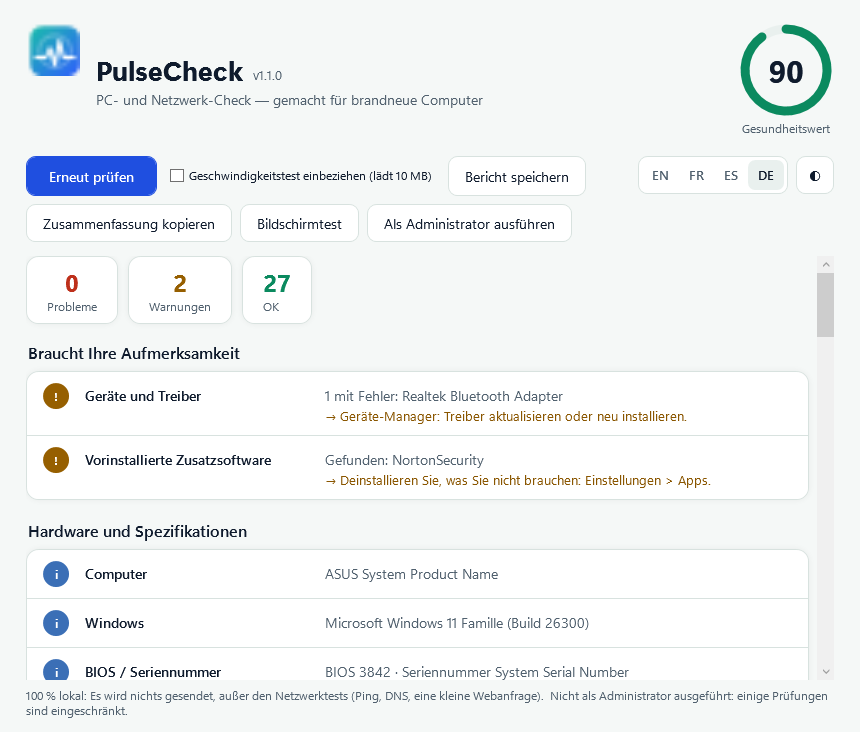 PulseCheck v1.1.0
PC- und Netzwerk-Check — gemacht für brandneue Computer
90
Gesundheitswert
Erneut prüfen
Geschwindigkeitstest einbeziehen (lädt 10 MB)
Bericht speichern
EN FR ES DE
Zusammenfassung kopieren
Bildschirmtest
Als Administrator ausführen
0
Probleme
2
Warnungen
27
OK
Braucht Ihre Aufmerksamkeit
! Geräte und Treiber
1 mit Fehler: Realtek Bluetooth Adapter
→ Geräte-Manager: Treiber aktualisieren oder neu installieren.
! Vorinstallierte Zusatzsoftware
Gefunden: NortonSecurity
→ Deinstallieren Sie, was Sie nicht brauchen: Einstellungen > Apps.
Hardware und Spezifikationen
i Computer
ASUS System Product Name
i Windows
Microsoft Windows 11 Famille (Build 26300)
i BIOS / Seriennummer
BIOS 3842 · Seriennummer System Serial Number
100 % lokal: Es wird nichts gesendet, außer den Netzwerktests (Ping, DNS, eine kleine Webanfrage). Nicht als Administrator ausgeführt: einige Prüfungen
sind eingeschränkt.